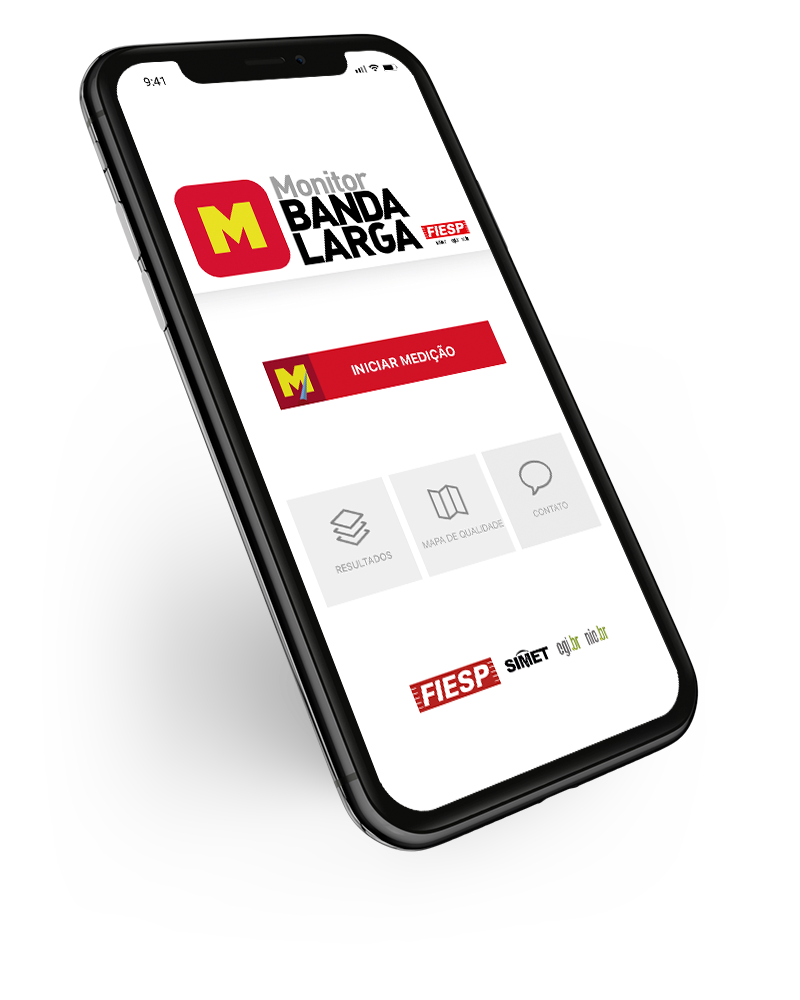 9:41
M
Monitor
BANDA
LARGA
FIESP
M
INICIAR MEDIÇÃO
RESULTADOS
MAPA DE QUALIDADE
CONTATO
FIESP
SIMET
cgi.br
nic.br